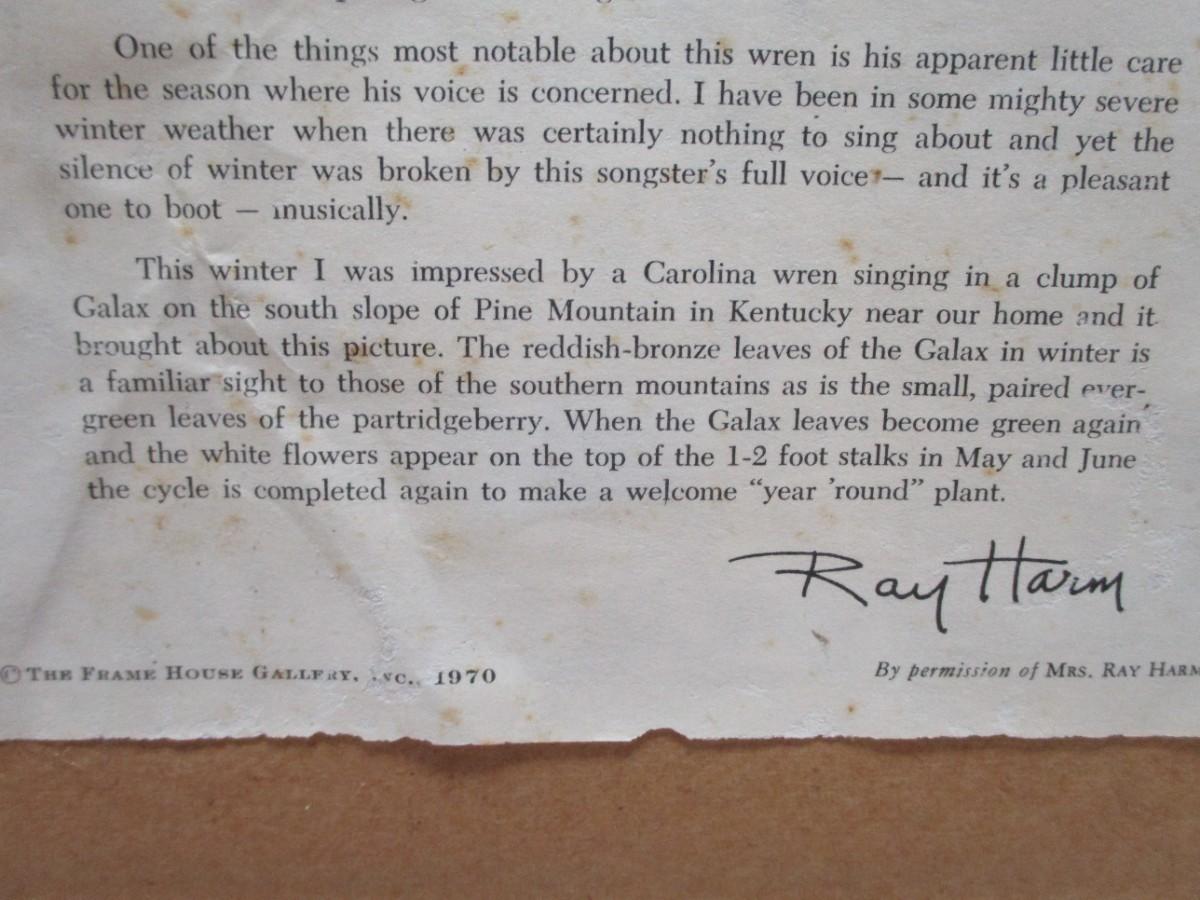 One of the things most notable about this wren is his apparent little care
for the season where his voice is concerned. I have been in some mighty severe
winter weather when there was certainly nothing to sing about and yet the
silence of winter was broken by this songster's full voice — and it's a pleasant
one to boot — musically.
This winter I was impressed by a Carolina wren singing in a clump of
Galax on the south slope of Pine Mountain in Kentucky near our home and it
brought about this picture. The reddish-bronze leaves of the Galax in winter is
a familiar sight to those of the southern mountains as is the small, paired ever-
green leaves of the partridgeberry. When the Galax leaves become green again
and the white flowers appear on the top of the 1-2 foot stalks in May and June
the cycle is completed again to make a welcome “year ’round” plant.
Ray Harm
© THE FRAME HOUSE GALLERY, INC., 1970
By permission of MRS. RAY HARM